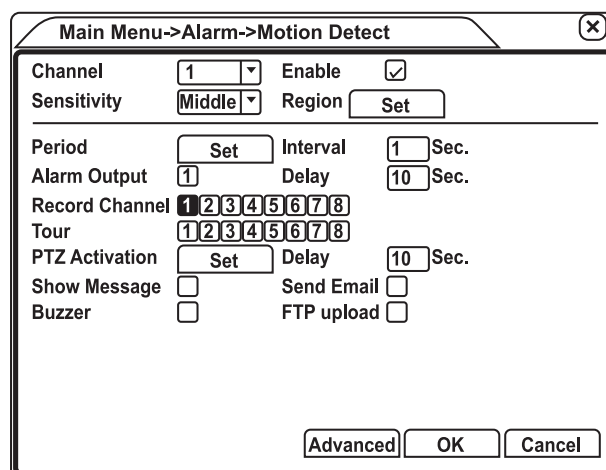 Main Menu->Alarm->Motion Detect
Channel 1 Enable
Sensitivity Middle Region Set
Period Set Interval 1 Sec.
Alarm Output 1 Delay 10 Sec.
Record Channel 1 2 3 4 5 6 7 8
Tour 1 2 3 4 5 6 7 8
PTZ Activation Set Delay 10 Sec.
Show Message Send Email
Buzzer FTP upload
Advanced OK Cancel